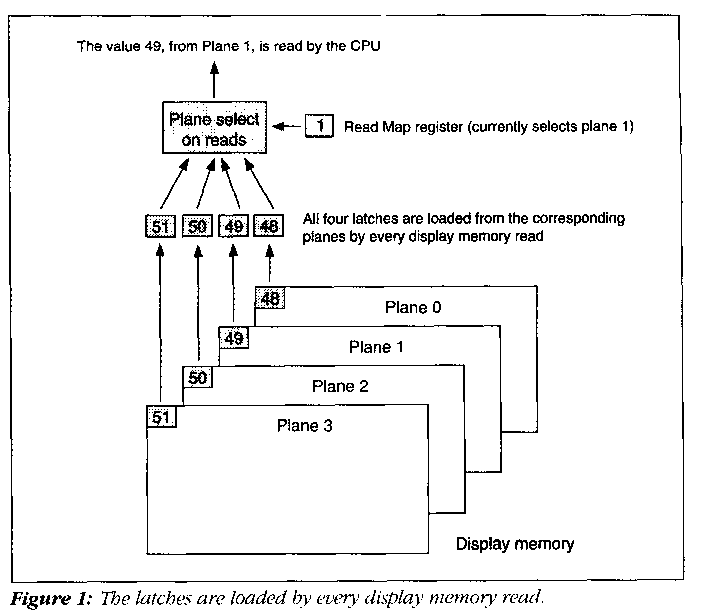 The value 49, from Plane 1, is read by the CPU
Plane select
on reads
1
Read Map register (currently selects plane 1)
51 50 49 48
All four latches are loaded from the corresponding
planes by every display memory read
48
Plane 0
49
Plane 1
50
Plane 2
51
Plane 3
Display memory
Figure 1: The latches are loaded by every display memory read.